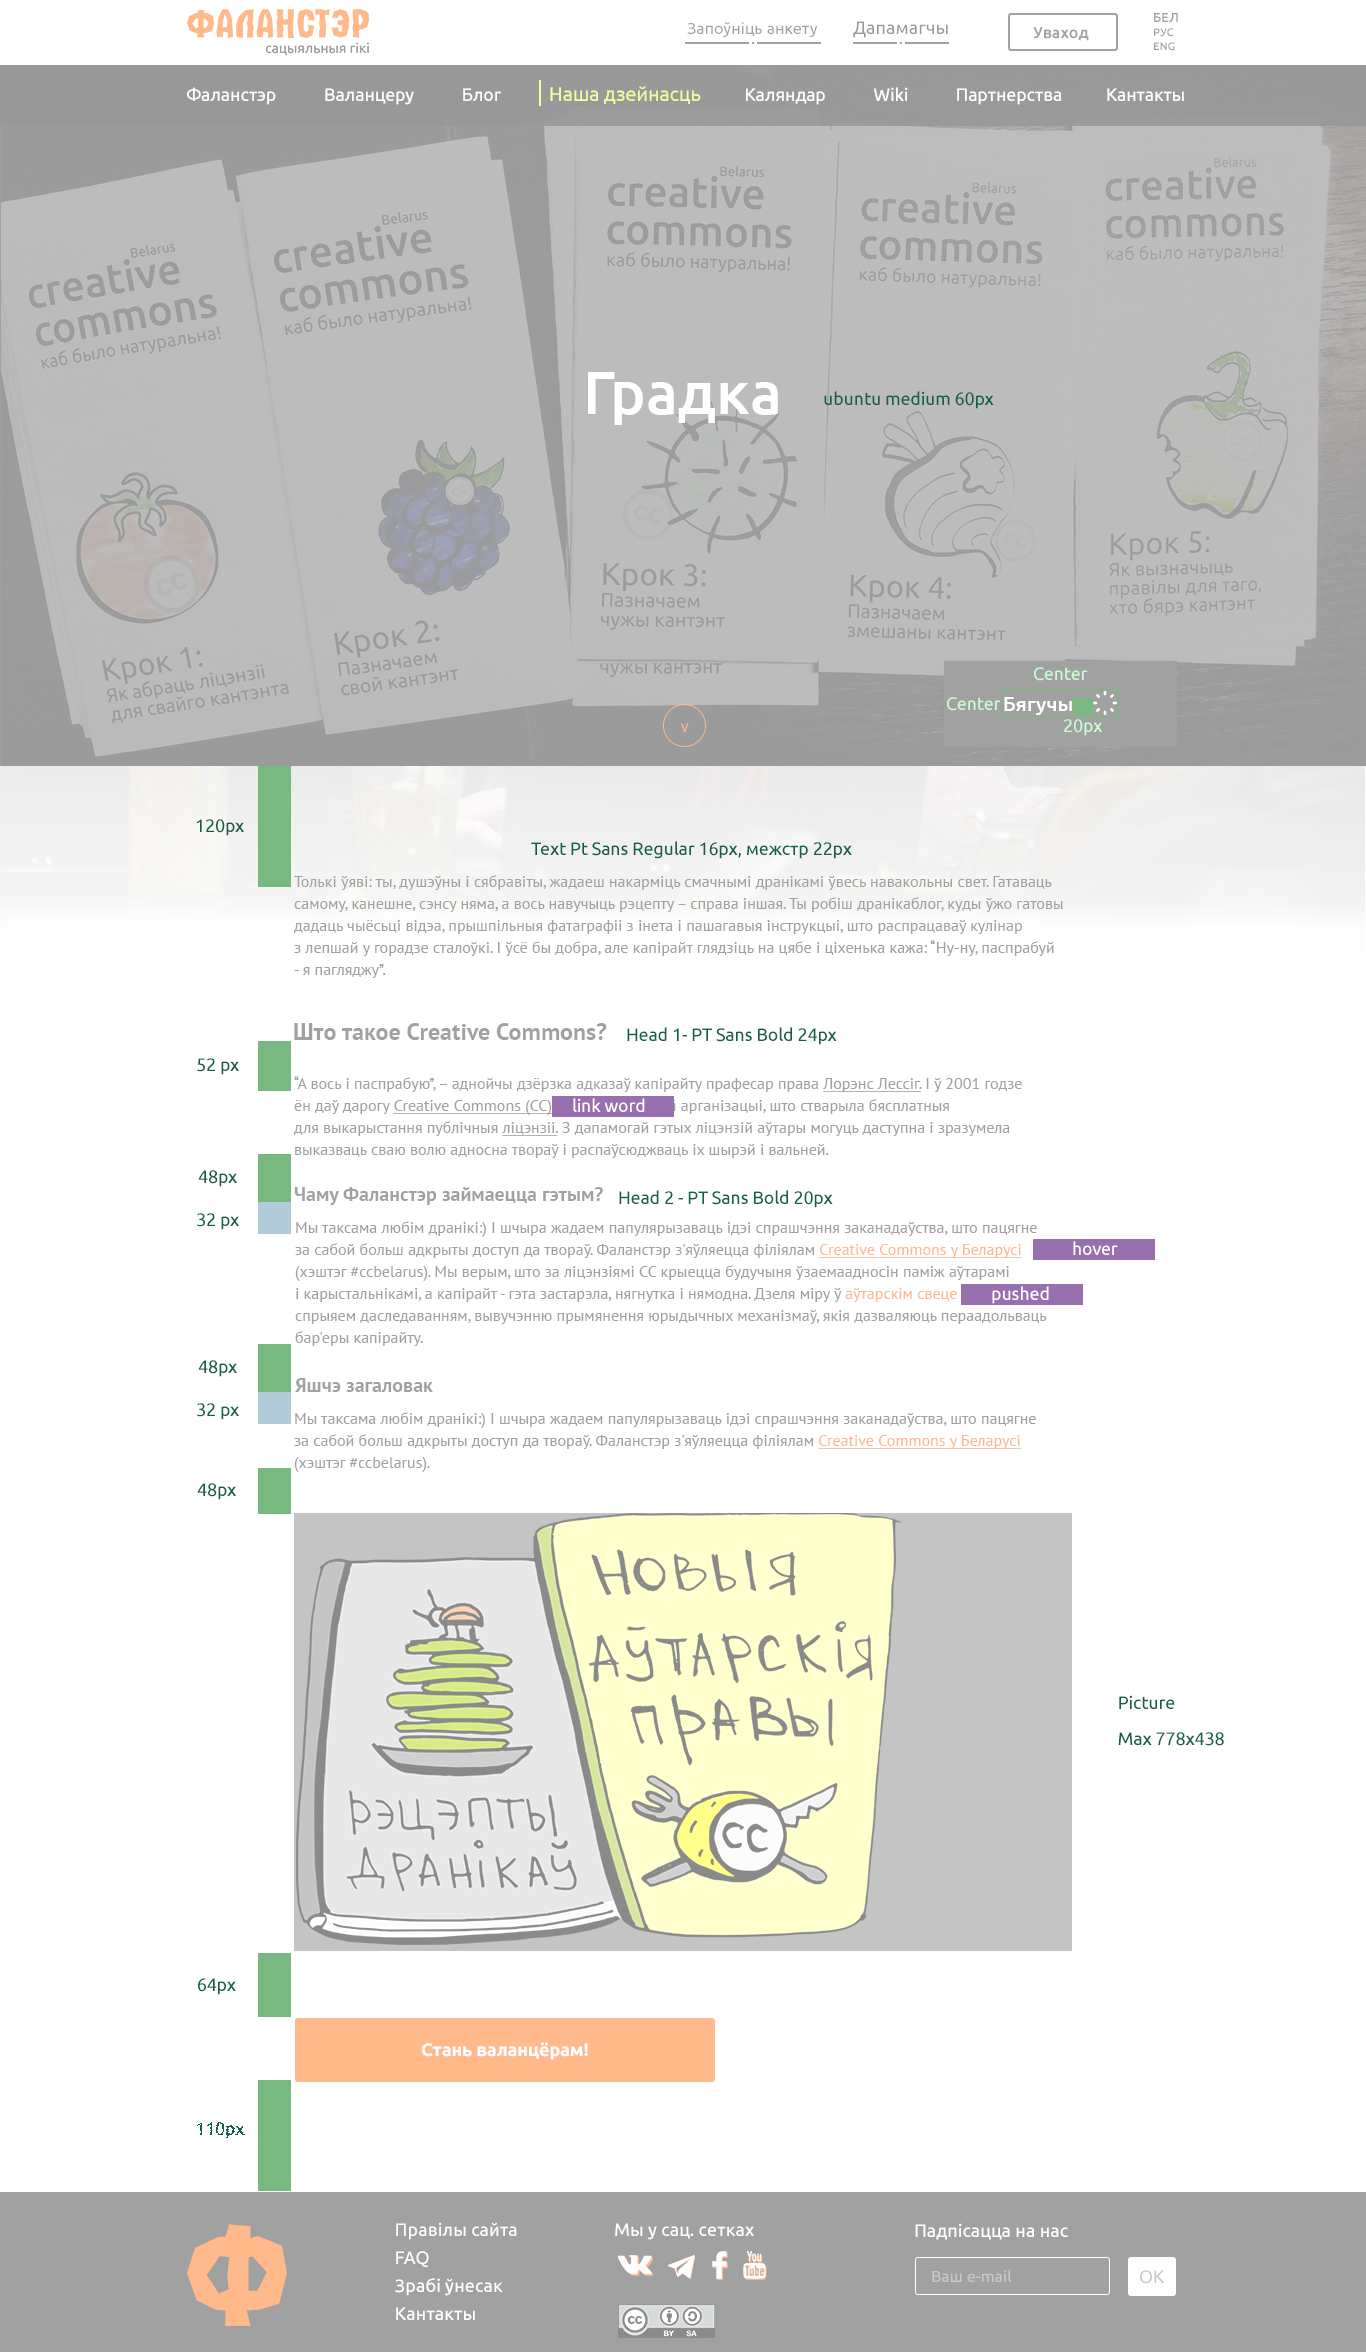 ФАЛАНСТЭР
сацыяльныя гікі
Запоўніць анкету
Дапамагчы
Уваход
БЕЛ
РУС
ENG
Фаланстэр
Валанцеру
Блог
Наша дзейнасць
Каляндар
Wiki
Партнерства
Кантакты
Belarus
creative
commons
каб было натуральна!
Крок 1:
Як абраць ліцэнзіі
для свайго кантэнта
Belarus
creative
commons
каб было натуральна!
Крок 2:
Пазначаем
свой кантэнт
Belarus
creative
commons
каб было натуральна!
Крок 3:
Пазначаем
чужы кантэнт
чужы кантэнт
Belarus
creative
commons
каб было натуральна!
Крок 4:
Пазначаем
змешаны кантэнт
Belarus
creative
commons
каб было натуральна!
Крок 5:
Як вызначыць
правілы для таго,
хто бярэ кантэнт
Градка
ubuntu medium 60px
Center
Center Бягучы
20px
120px
Text Pt Sans Regular 16px, межстр 22px
Толькі ўяві: ты, душэўны і сябравіты, жадаеш накарміць смачнымі дранікамі ўвесь навакольны свет. Гатаваць
самому, канешне, сэнсу няма, а вось навучыць рэцепту – справа іншая. Ты робіш дранікаблог, куды ўжо гатовы
дадаць чыёсьці відэа, прышпільныя фатаграфіі з інета і пашагавыя інструкцыі, што распрацаваў кулінар
з лепшай у горадзе сталоўкі. І ўсё бы добра, але капірайт глядзіць на цябе і ціхенька кажа: “Ну-ну, паспрабуй
- я пагляджу”.
Што такое Creative Commons?
Head 1- PT Sans Bold 24px
52 px
“А вось і паспрабую”, – аднойчы дзёрзка адказаў капірайту прафесар права Лорэнс Лессіг. І ў 2001 годзе
ён даў дарогу Creative Commons (CC) link word арганізацыі, што стварыла бясплатныя
для выкарыстання публічныя ліцэнзіі. З дапамогай гэтых ліцэнзій аўтары могуць даступна і зразумела
выказваць сваю волю адносна твораў і распаўсюджваць іх шырэй і вальней.
48px
Чаму Фаланстэр займаецца гэтым?
Head 2 - PT Sans Bold 20px
32 px
Мы таксама любім дранікі:) І шчыра жадаем папулярызаваць ідэі спрашчэння заканадаўства, што пацягне
за сабой больш адкрыты доступ да твораў. Фаланстэр з'яўляецца філіялам Creative Commons у Беларусі hover
(хэштэг #ccbelarus). Мы верым, што за ліцэнзіямі CC крыецца будучыня ўзаемаадносін паміж аўтарамі
і карыстальнікамі, а капірайт - гэта застарэла, нягнутка і нямодна. Дзеля міру ў аўтарскім свеце pushed
спрыяем даследаванням, вывучэнню прымянення юрыдычных механізмаў, якія дазваляюць пераадольваць
бар'еры капірайту.
48px
Яшчэ загаловак
32 px
Мы таксама любім дранікі:) І шчыра жадаем папулярызаваць ідэі спрашчэння заканадаўства, што пацягне
за сабой больш адкрыты доступ да твораў. Фаланстэр з'яўляецца філіялам Creative Commons у Беларусі
(хэштэг #ccbelarus).
48px
НОВЫЯ
АЎТАРСКІЯ
ПРАВЫ
CC
РЭЦЭПТЫ
ДРАНІКАЎ
Picture
Max 778x438
64px
Стань валанцёрам!
110px
Правілы сайта
FAQ
Зрабі ўнесак
Кантакты
Мы у сац. сетках
You
Tube
cc
BY SA
Падпісацца на нас
Ваш e-mail
OK